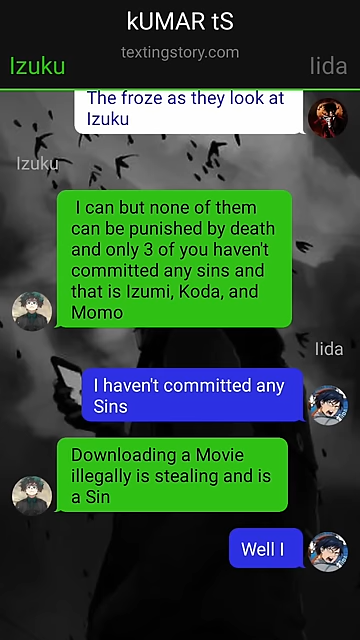 kUMAR tS
textingstory.com
Izuku
Iida
The froze as they look at
Izuku
Izuku
I can but none of them
can be punished by death
and only 3 of you haven't
committed any sins and
that is Izumi, Koda, and
Momo
Iida
I haven't committed any
Sins
Downloading a Movie
illegally is stealing and is
a Sin
Well I